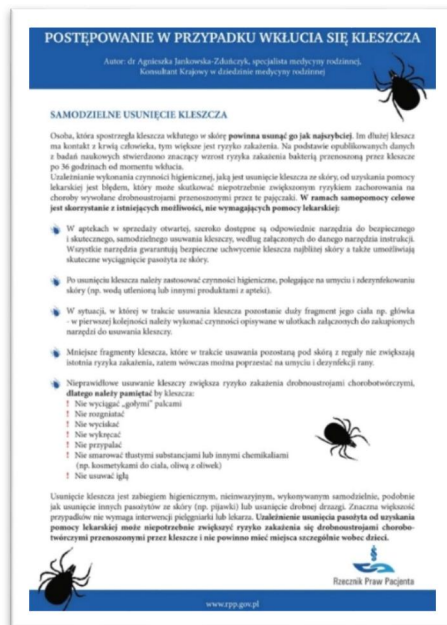 POSTĘPOWANIE W PRZYPADKU WKŁUCIA SIĘ KLESZCZA
Autor: dr Agnieszka Jankowska-Zduńczyk, specjalista medycyny rodzinnej,
Konsultant Krajowy w dziedzinie medycyny rodzinnej
SAMODZIELNE USUNIĘCIE KLESZCZA
Osoba, która spostrzegła kleszcza wkłutego w skórę powinna usunąć go jak najszybciej. Im dłużej kleszcz
ma kontakt z krwią człowieka, tym większe jest ryzyko zakażenia. Na podstawie opublikowanych danych
z badań naukowych stwierdzono znaczący wzrost ryzyka zakażenia bakterią przenoszoną przez kleszcze
po 36 godzinach od momentu wkłucia.
Uzależnianie wykonania czynności higienicznej, jaką jest usunięcie kleszcza ze skóry, od uzyskania pomocy
lekarskiej jest błędem, który może skutkować niepotrzebnie zwiększonym ryzykiem zachorowania na
choroby wywołane drobnoustrojami przenoszonymi przez te pajęczaki. W ramach samopomocy celowe
jest skorzystanie z istniejących możliwości, nie wymagających pomocy lekarskiej:
W aptekach w sprzedaży otwartej, szeroko dostępne są odpowiednie narzędzia do bezpiecznego
i skutecznego, samodzielnego usuwania kleszczy, według załączonych do danego narzędzia instrukcji.
Wszystkie narzędzia gwarantują bezpieczne uchwycenie kleszcza najbliżej skóry a także umożliwiają
skuteczne wyciągnięcie pasożyta ze skóry.
Po usunięciu kleszcza należy zastosować czynności higieniczne, polegające na umyciu i zdezynfekowaniu
skóry (np. wodą utlenioną lub innymi produktami z apteki).
W sytuacji, w której w trakcie usuwania kleszcza pozostanie duży fragment jego np. główka
- w pierwszej kolejności należy wykonać czynności opisywane w ulotkach załączonych do zakupionych
narzędzi do usuwania kleszczy.
Mniejsze fragmenty kleszcza, które w trakcie usuwania pozostaną pod skórą z reguły nie zwiększają
istotnia ryzyka zakażenia, zatem wówczas można poprzestać na umyciu i dezynfekcji rany.
Nieprawidłowe usuwanie kleszczy zwiększa ryzyko zakażenia drobnoustrojami chorobotwórczymi,
dlatego należy pamiętać by kleszcza:
! Nie wyciągać „gołymi" palcami
! Nie rozgniatać
! Nie wyciskać
! Nie wykręcać
! Nie przypalać
! Nie smarować tłustymi substancjami lub innymi chemikaliami
(np. kosmetykami do ciała, oliwą z oliwek)
! Nie usuwać igłą
Usunięcie kleszcza jest zabiegiem higienicznym, nieinwazyjnym, wykonywanym samodzielnie, podobnie
jak usunięcie innych pasożytów ze skóry (np. pijawki) lub usunięcie drobnej drzazgi. Znaczna większość
przypadków nie wymaga interwencji pielęgniarki lub lekarza. Uzależnienie usunięcia pasożyta od uzyskania
pomocy lekarskiej może niepotrzebnie zwiększyć ryzyko zakażenia się drobnoustrojami chorobo-
twórczymi przenoszonymi przez kleszcze i nie powinno mieć miejsca szczególnie wobec dzieci.
Rzecznik Praw Pacjenta
www.rpp.gov.pl